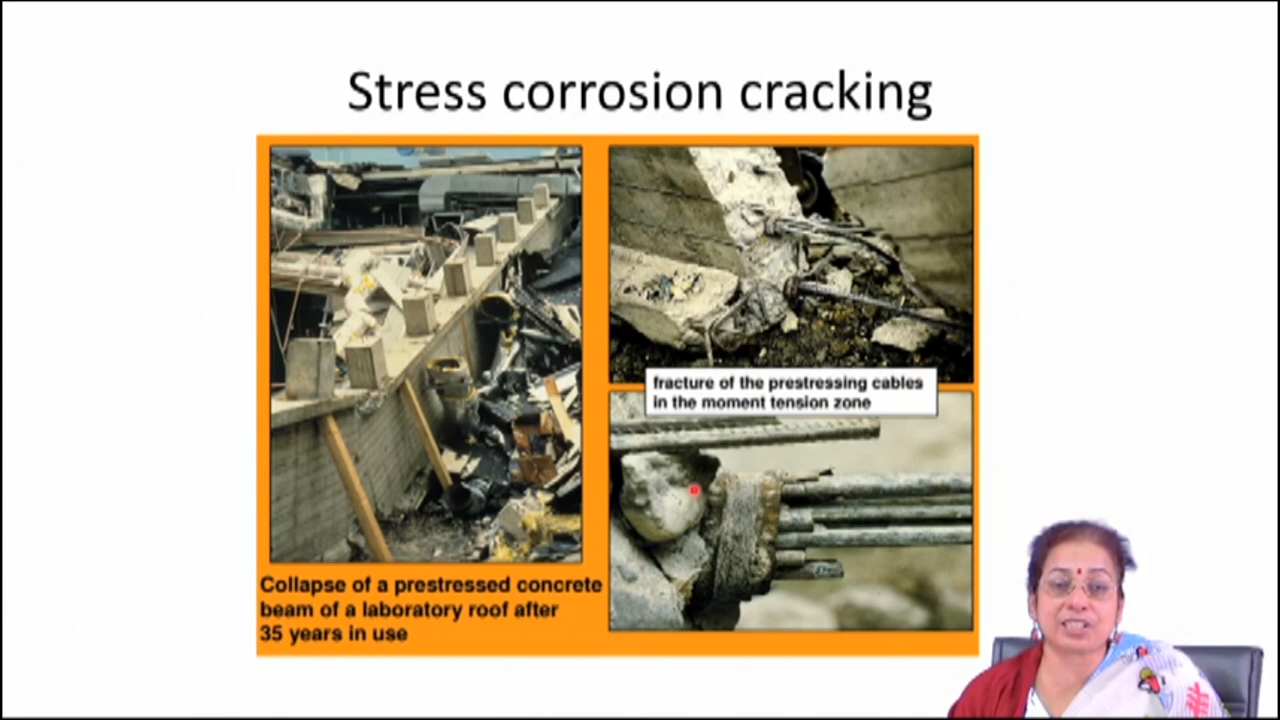 Stress corrosion cracking
fracture of the prestressing cables
in the moment tension zone
Collapse of a prestressed concrete
beam of a laboratory roof after
35 years in use